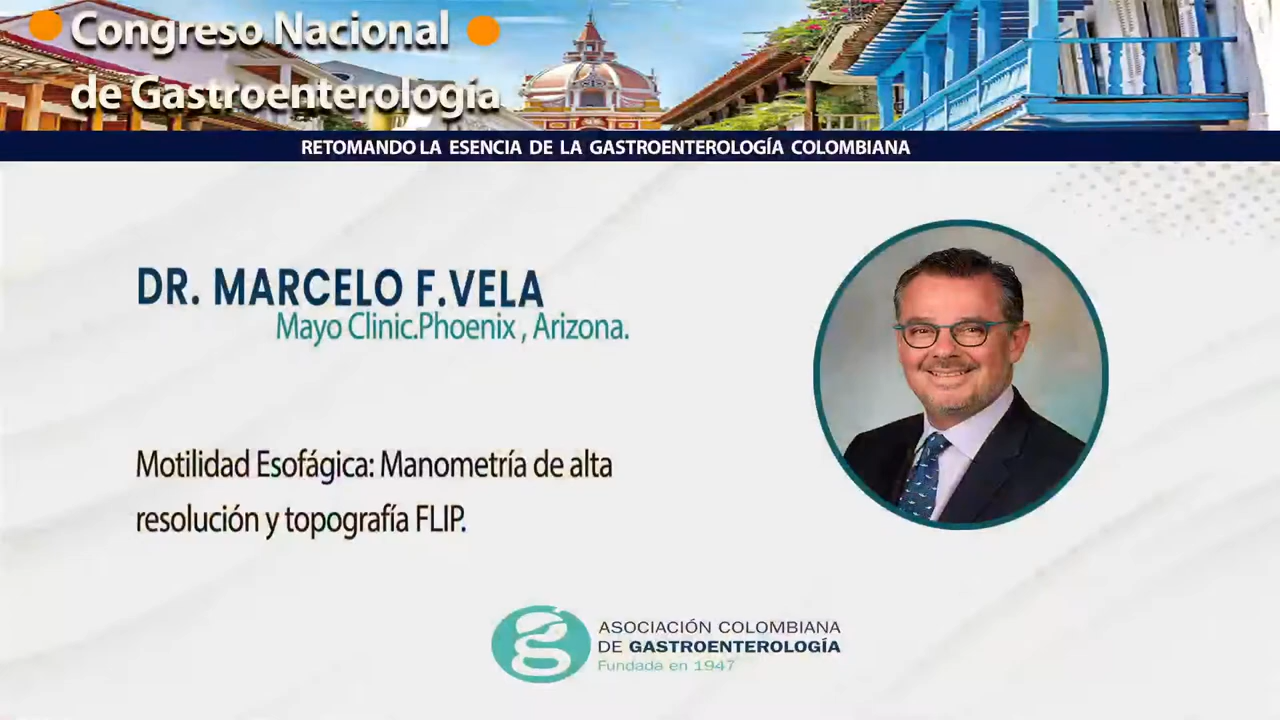 Congreso Nacional
de Gastroenterología
RETOMANDO LA ESENCIA DE LA GASTROENTEROLOGÍA COLOMBIANA
DR. MARCELO F.VELA
Mayo Clinic.Phoenix , Arizona.
Motilidad Esofágica: Manometría de alta
resolución y topografía FLIP.
ASOCIACIÓN COLOMBIANA
DE GASTROENTEROLOGÍA
Fundada en 1947